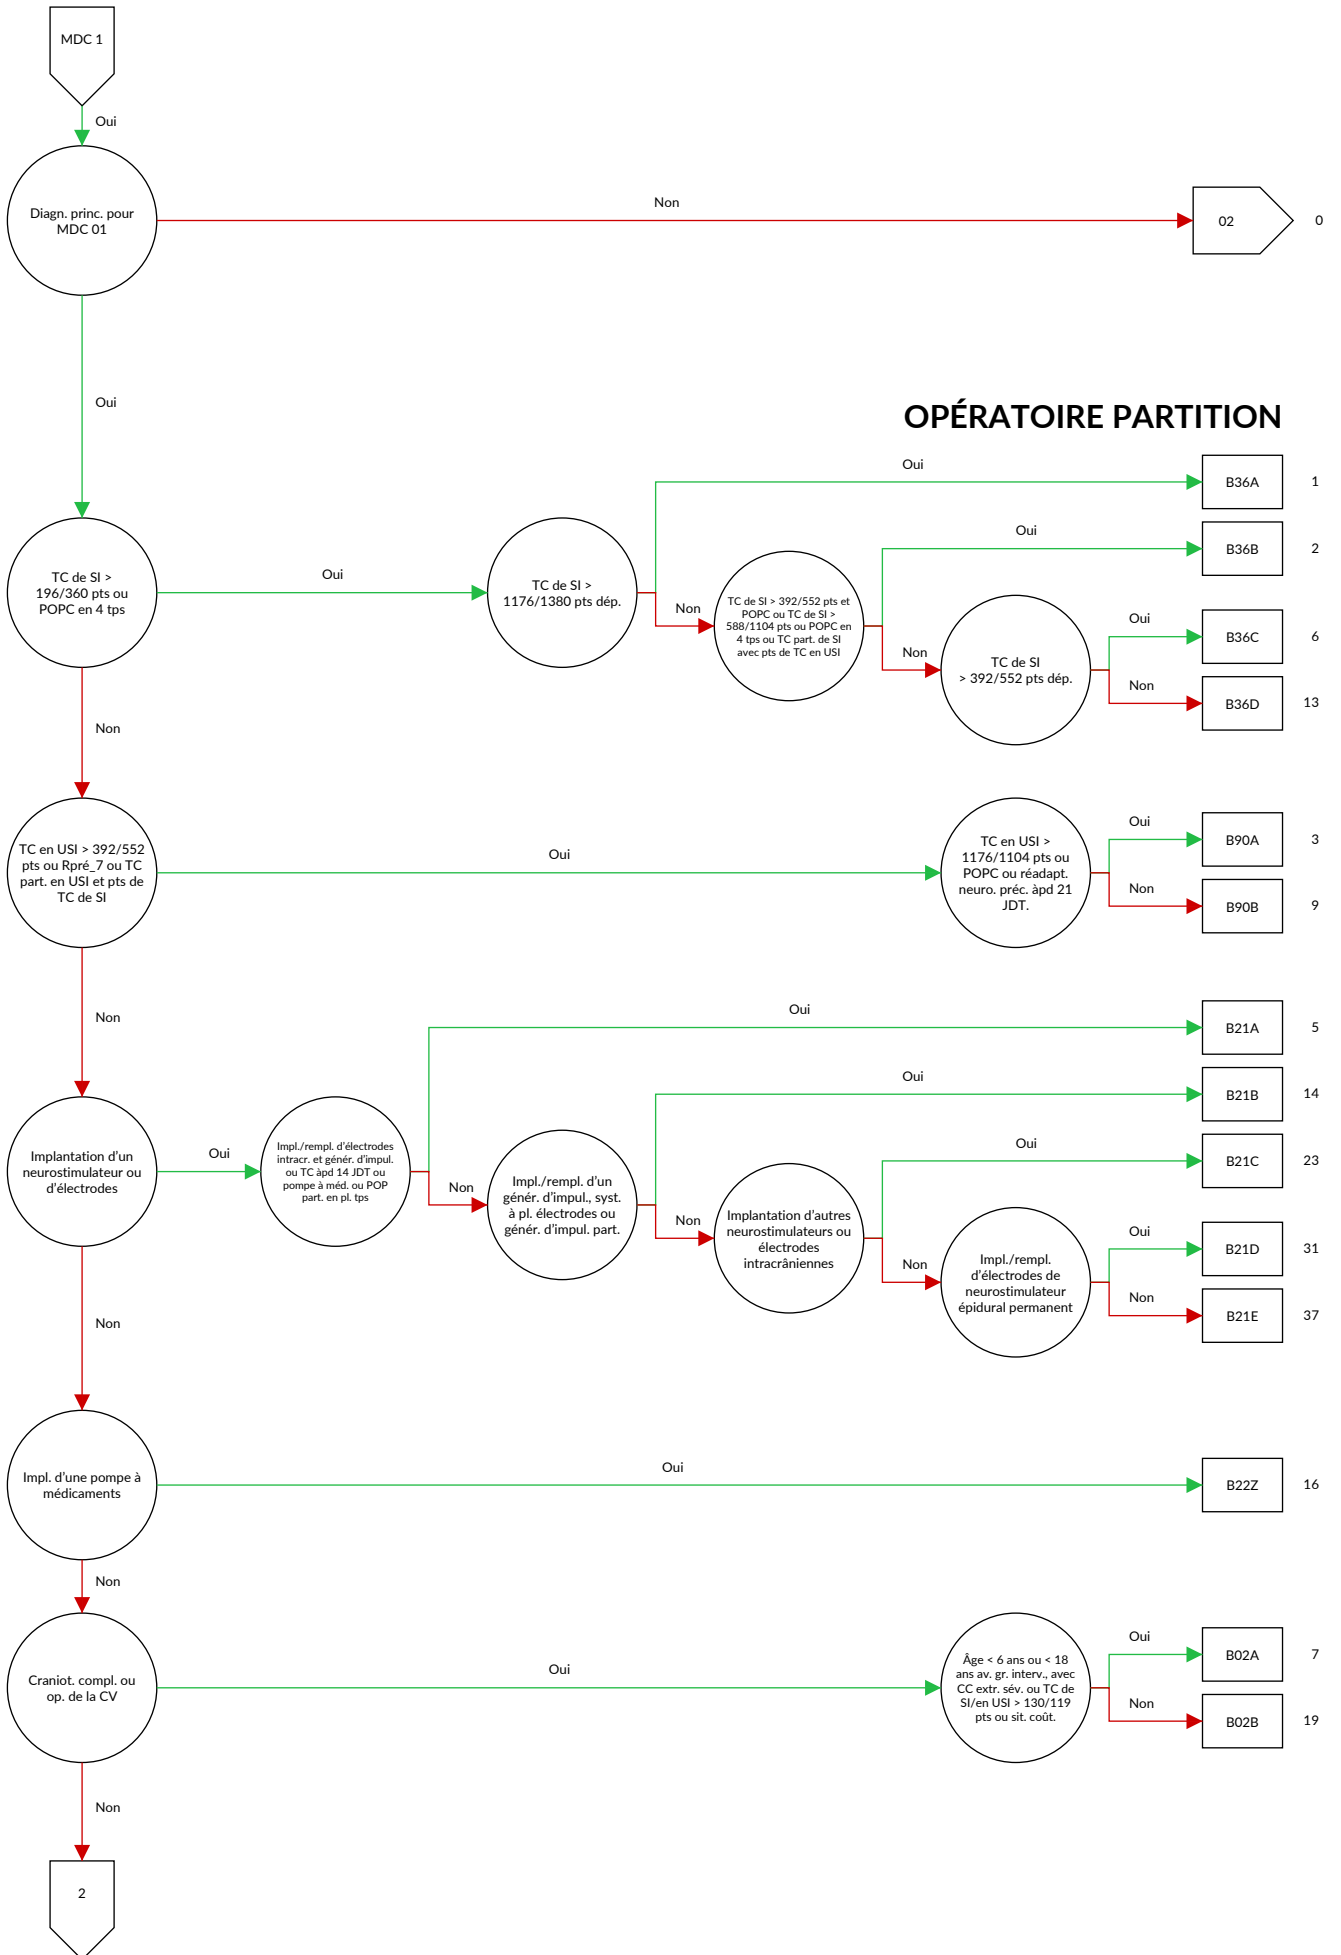 MDC 1
Oui
Diagn. princ. pour
MDC 01
Non
02
0
Oui
OPÉRATOIRE PARTITION
TC de SI >
196/360 pts ou
POPC en 4 tps
Oui
TC de SI >
1176/1380 pts dép.
Oui
B36A
1
Non
TC de SI > 392/552 pts et
POPC ou TC de SI >
588/1104 pts ou POPC en
4 tps ou TC part. de SI
avec pts de TC en USI
Oui
B36B
2
Non
TC de SI
> 392/552 pts dép.
Oui
B36C
6
Non
B36D
13
Non
TC en USI > 392/552
pts ou Rpré_7 ou TC
part. en USI et pts de
TC de SI
Oui
TC en USI >
1176/1104 pts ou
POPC ou réadapt.
neuro. préc. àpd 21
JDT.
Oui
B90A
3
Non
B90B
9
Non
Implantation d'un
neurostimulateur ou
d'électrodes
Oui
Impl./rempl. d'électrodes
intracr. et génér. d'impul.
ou TC àpd 14 JDT ou
pompe à méd. ou POP
part. en pl. tps
Oui
B21A
5
Non
Impl./rempl. d'un
génér. d'impul., syst.
à pl. électrodes ou
génér. d'impul. part.
Oui
B21B
14
Non
Implantation d'autres
neurostimulateurs ou
électrodes
intracrâniennes
Oui
B21C
23
Non
Impl./rempl.
d'électrodes de
neurostimulateur
épidural permanent
Oui
B21D
31
Non
B21E
37
Non
Impl. d'une pompe à
médicaments
Oui
B22Z
16
Non
Craniot. compl. ou
op. de la CV
Oui
Âge < 6 ans ou < 18
ans av. gr. interv., avec
CC extr. sév. ou TC de
SI/en USI > 130/119
pts ou sit. coût.
Oui
B02A
7
Non
B02B
19
Non
2